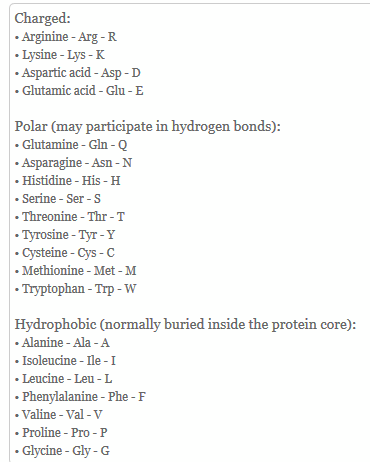 Charged:
• Arginine - Arg - R
• Lysine - Lys - K
• Aspartic acid - Asp - D
• Glutamic acid - Glu - E
Polar (may participate in hydrogen bonds):
• Glutamine - Gln - Q
• Asparagine - Asn - N
• Histidine - His - H
• Serine - Ser - S
• Threonine - Thr - T
• Tyrosine - Tyr - Y
• Cysteine - Cys - C
• Methionine - Met - M
• Tryptophan - Trp - W
Hydrophobic (normally buried inside the protein core):
• Alanine - Ala - A
• Isoleucine - Ile - I
• Leucine - Leu - L
• Phenylalanine - Phe - F
• Valine - Val - V
• Proline - Pro - P
• Glycine - Gly - G